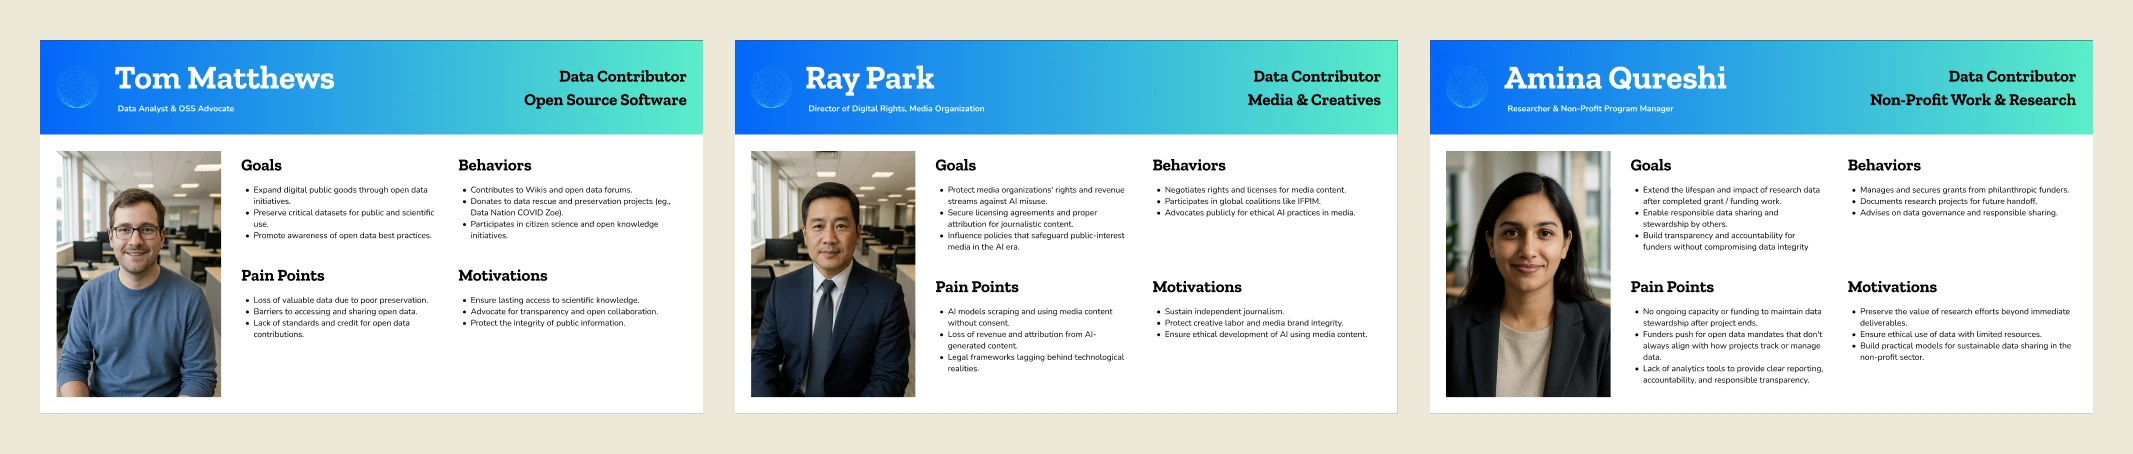 Tom Matthews
Data Analyst & OSS Advocate
Data Contributor
Open Source Software
Goals
• Expand digital public goods through open data
initiatives.
• Preserve critical datasets for public and scientific
use.
• Promote awareness of open data best practices.
Behaviors
• Contributes to Wikis and open data forums.
• Donates to data rescue and preservation projects (eg.,
Data Nation COVID Zoe).
• Participates in citizen science and open knowledge
initiatives.
Pain Points
• Loss of valuable data due to poor preservation.
• Barriers to accessing and sharing open data.
• Lack of standards and credit for open data
contributions.
Motivations
• Ensure lasting access to scientific knowledge.
• Advocate for transparency and open collaboration.
• Protect the integrity of public information.
Ray Park
Director of Digital Rights, Media Organization
Data Contributor
Media & Creatives
Goals
• Protect media organizations' rights and revenue
streams against AI misuse.
• Secure licensing agreements and proper
attribution for journalistic content.
• Influence policies that safeguard public-interest
media in the AI era.
Behaviors
• Negotiates rights and licenses for media content.
• Participates in global coalitions like IFPIM.
• Advocates publicly for ethical AI practices in media.
Pain Points
• AI models scraping and using media content
without consent.
• Loss of revenue and attribution from AI-
generated content.
• Legal frameworks lagging behind technological
realities.
Motivations
• Sustain independent journalism.
• Protect creative labor and media brand integrity.
• Ensure ethical development of AI using media content.
Amina Qureshi
Researcher & Non-Profit Program Manager
Data Contributor
Non-Profit Work & Research
Goals
• Extend the lifespan and impact of research data
after completed grant / funding work.
• Enable responsible data sharing and
stewardship by others.
• Build transparency and accountability for
funders without compromising data integrity
Behaviors
• Manages and secures grants from philanthropic funders.
• Documents research projects for future handoff.
• Advises on data governance and responsible sharing.
Pain Points
• No ongoing capacity or funding to maintain data
stewardship after project ends.
• Funders push for open data mandates that don't
always align with how projects track or manage
data.
• Lack of analytics tools to provide clear reporting,
accountability, and responsible transparency.
Motivations
• Preserve the value of research efforts beyond immediate
deliverables.
• Ensure ethical use of data with limited resources.
• Build practical models for sustainable data sharing in the
non-profit sector.